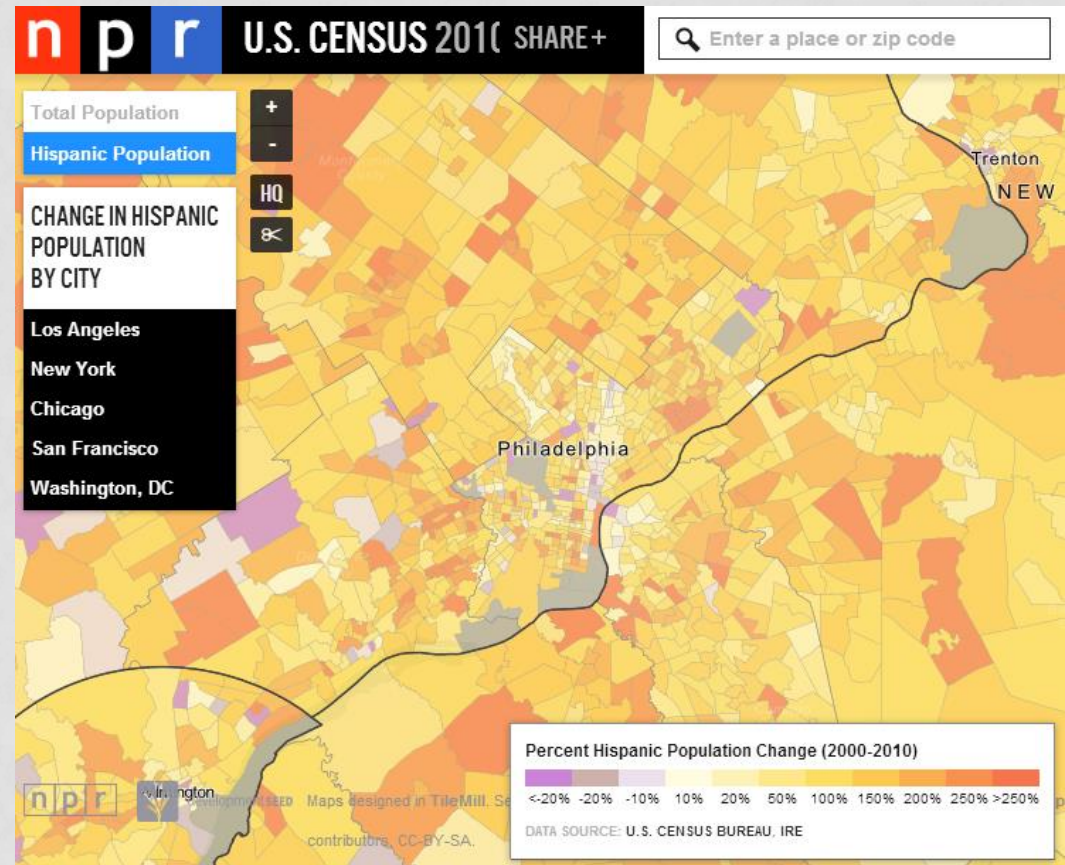 n p r U.S. CENSUS 201( SHARE+ Enter a place or zip code
Total Population
Hispanic Population
+
-
HQ
CHANGE IN HISPANIC
POPULATION
BY CITY
Los Angeles
New York
Chicago
San Francisco
Washington, DC
Trenton
NEW
Philadelphia
Percent Hispanic Population Change (2000-2010)
<-20% -20% -10% 10% 20% 50% 100% 150% 200% 250% >250%
DATA SOURCE: U.S. CENSUS BUREAU, IRE
npr Maps designed in TileMill. Se
contributors, CC-BY-SA.